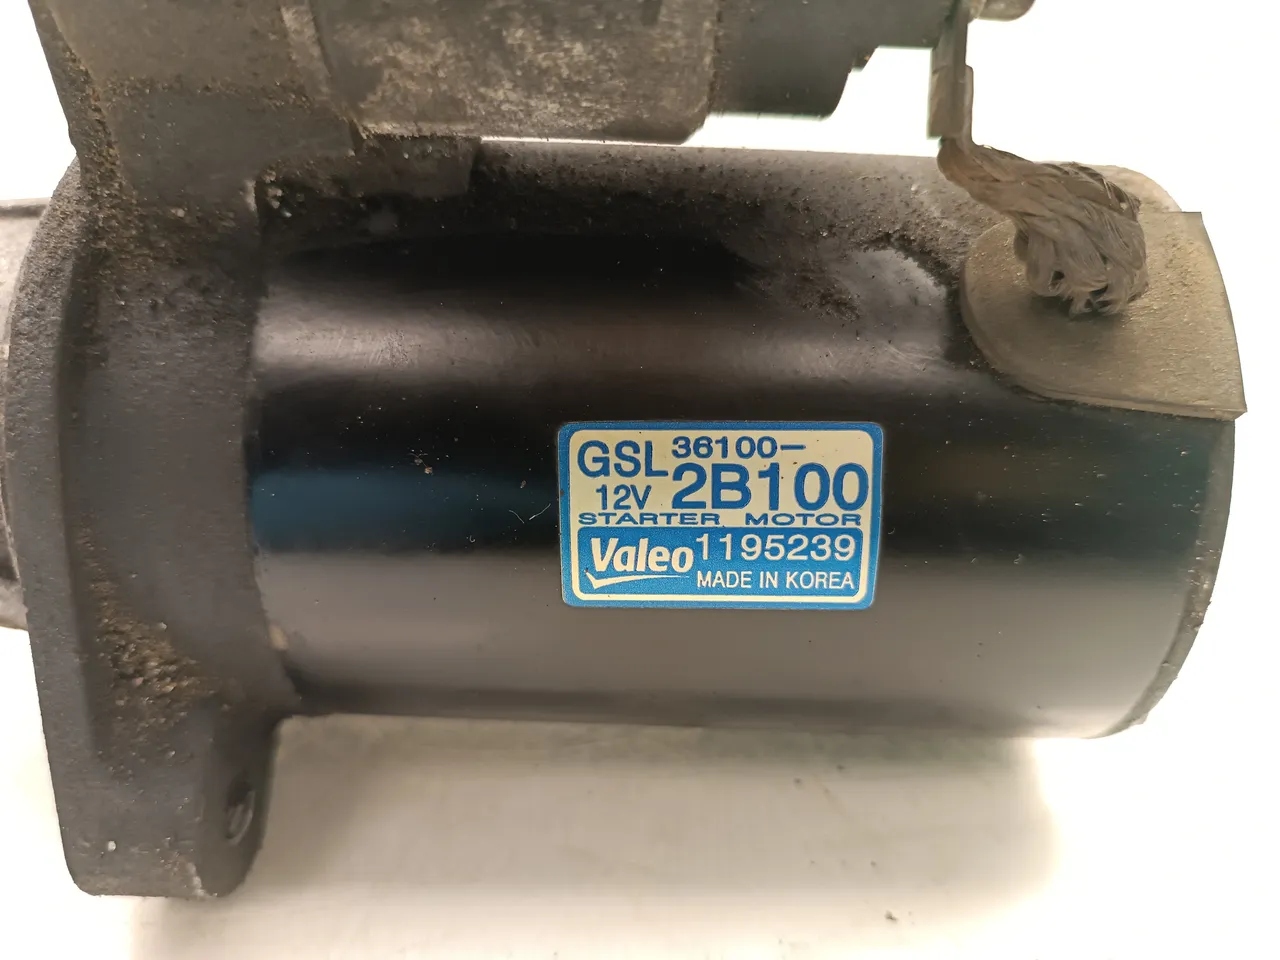 GSL 36100-
12V 2B100
STARTER MOTOR
Valeo 1195239
MADE IN KOREA